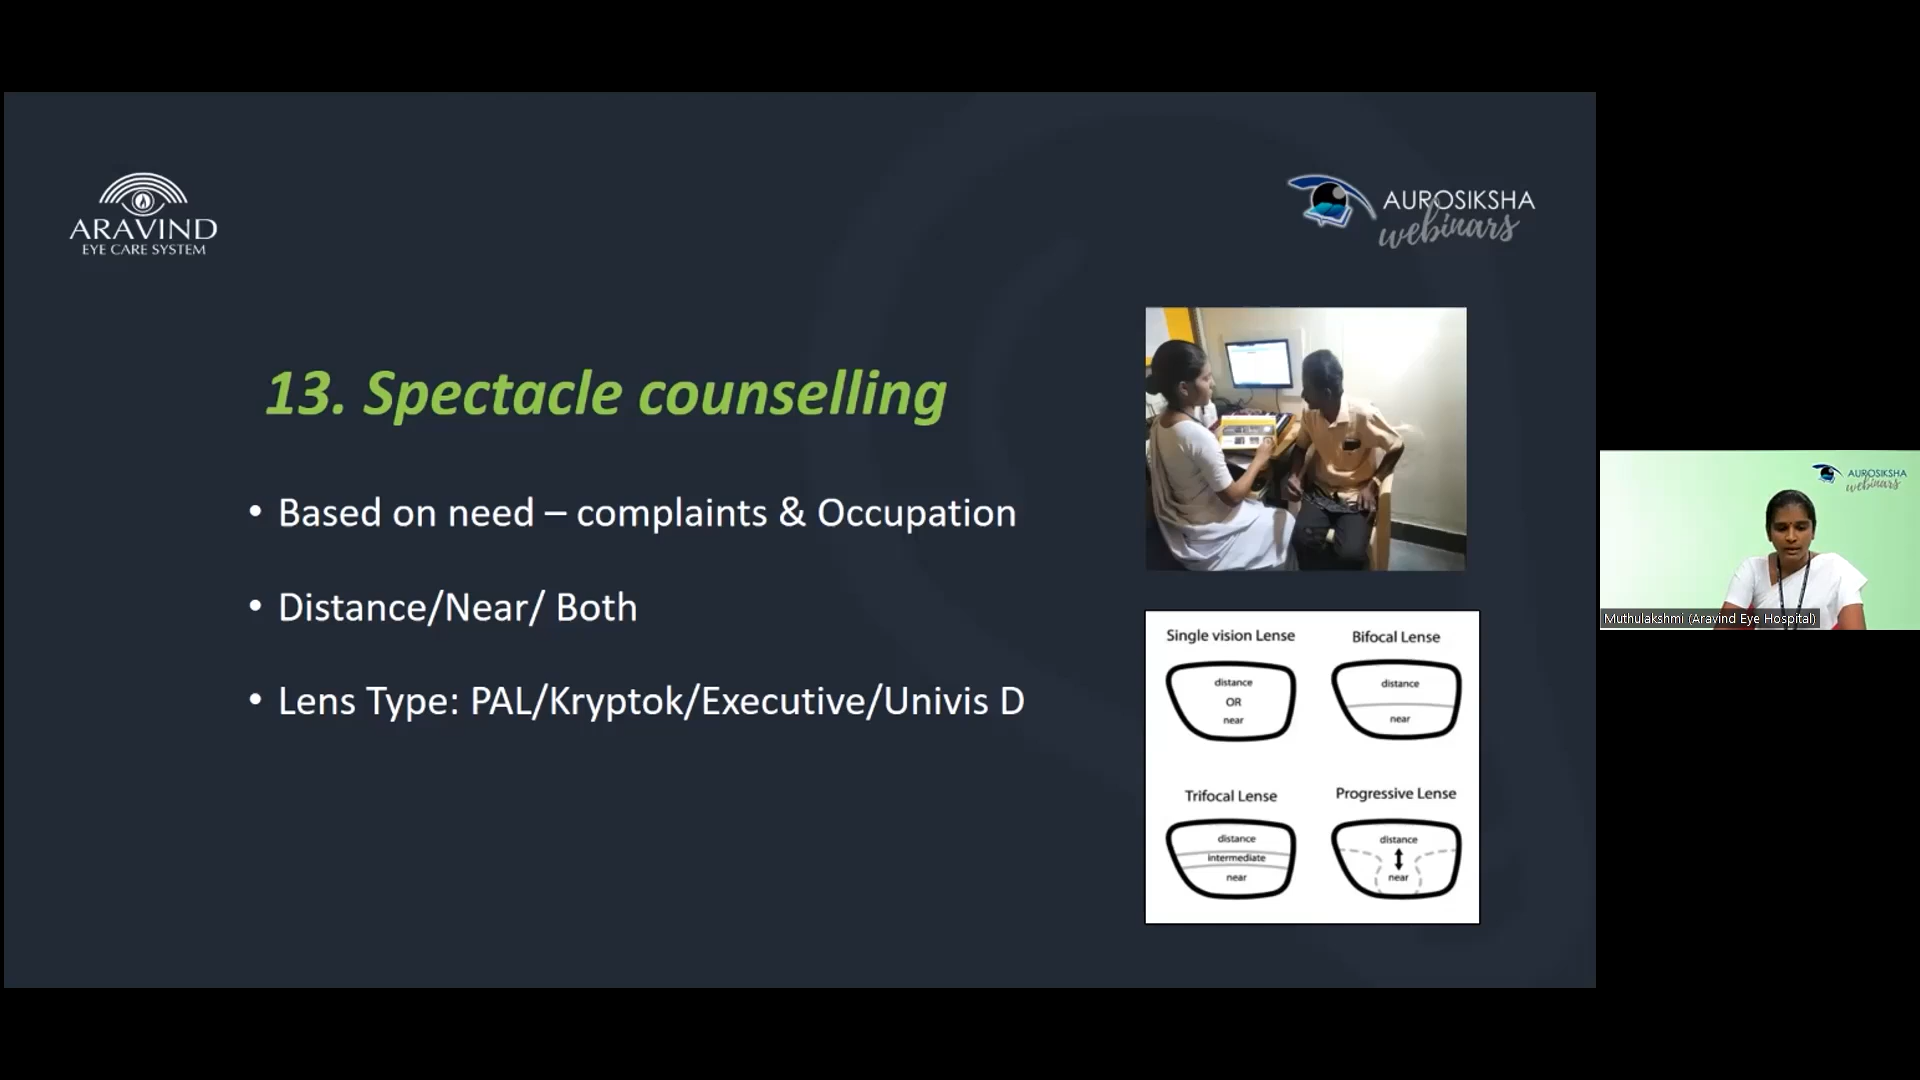 ARAVIND
EYE CARE SYSTEM
AUROSIKSHA
webinars
13. Spectacle counselling
• Based on need – complaints & Occupation
• Distance/Near/ Both
• Lens Type: PAL/Kryptok/Executive/Univis D
Single vision Lense
distance
OR
near
Bifocal Lense
distance
near
Trifocal Lense
distance
intermediate
near
Progressive Lense
distance
near
AUROSIKSHA
webinars
Muthulakshmi (Aravind Eye Hospital)